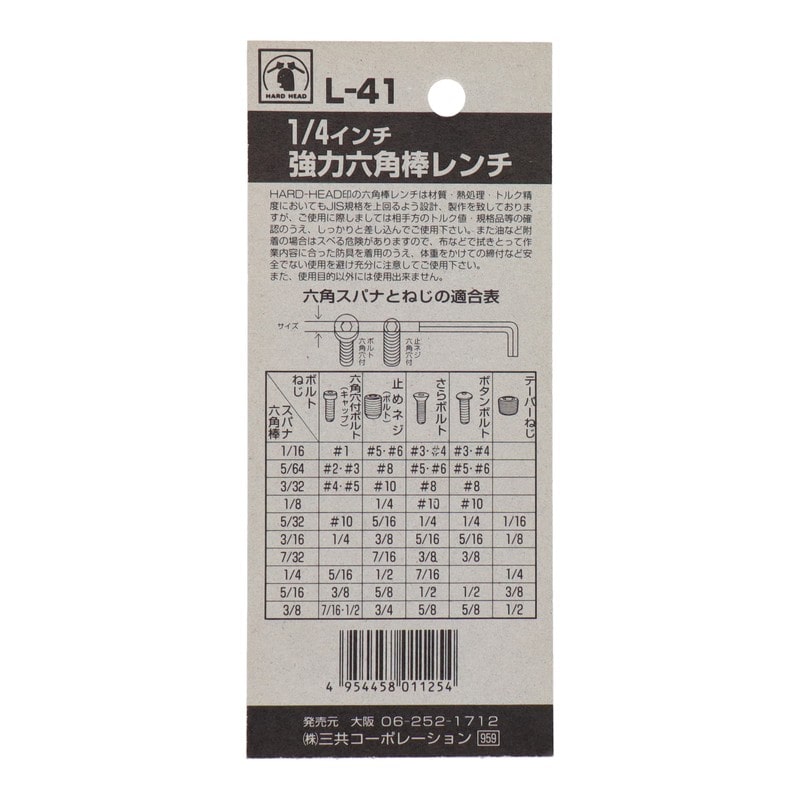 HARD HEAD
L-41
1/4インチ
強力六角棒レンチ
HARD-HEAD印の六角棒レンチは材質・熱処理・トルク精
度においてもJIS規格を上回るよう設計、製作を致しておりま
すが、ご使用に際しましては相手方のトルク値・規格品等の確
認のうえ、しっかりと差し込んでご使用下さい。また油など附
着の場合はスベる危険がありますので、布などで拭きとって作
業内容に合った防具を着用のうえ、体重をかけての締付など安
全でない使用を避け充分に注意してご使用下さい。
また、使用目的以外には使用出来ません。
六角スパナとねじの適合表
サイズ
六角穴付
ボルト
六角穴付
止ネジ
ボルト
ねじ
スパナ
六角棒
六角穴付ボルト
(キャップ)
止めネジ
(ボルト)
さらボルト
ボタンボルト
テーパーねじ
1/16 #1 #5・#6 #3・#4 #3・#4
5/64 #2・#3 #8 #5・#6 #5・#6
3/32 #4・#5 #10 #8 #8
1/8 1/4 #10 #10
5/32 #10 5/16 1/4 1/4 1/16
3/16 1/4 3/8 5/16 5/16 1/8
7/32 7/16 3/8 3/8
1/4 5/16 1/2 7/16 1/4
5/16 3/8 5/8 1/2 1/2 3/8
3/8 7/16・1/2 3/4 5/8 5/8 1/2
4 954458 011254
発売元 大阪 06-252-1712
㈱三共コーポレーション 959